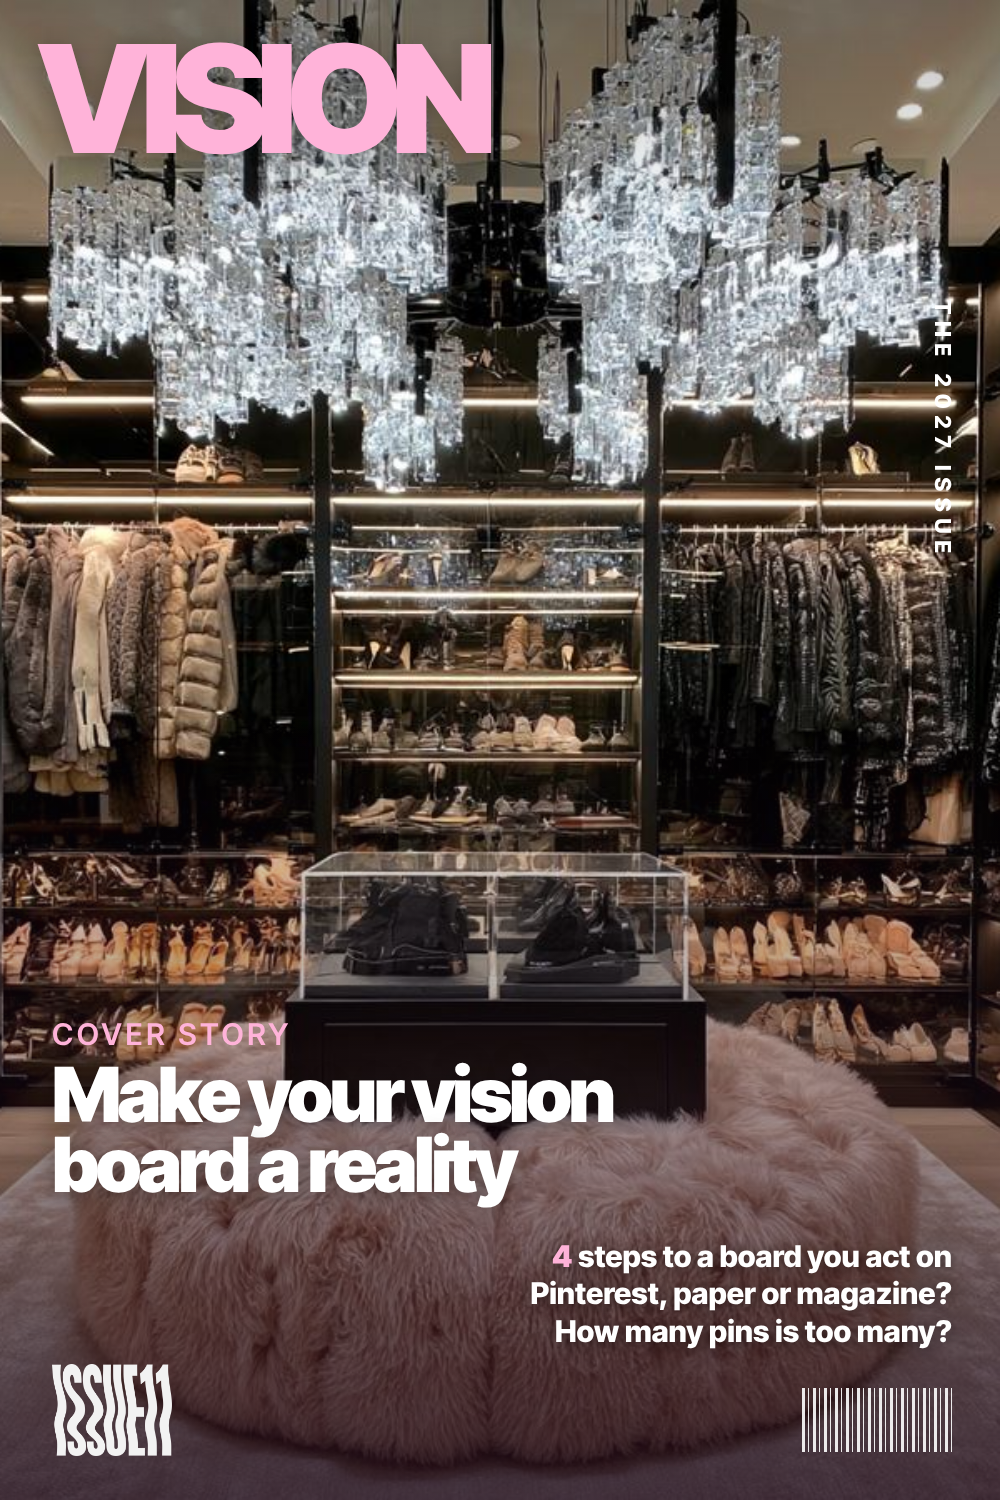 VISION
THE 2027 ISSUE
COVER STORY
Make your vision
board a reality
4 steps to a board you act on
Pinterest, paper or magazine?
How many pins is too many?
ISSUE11